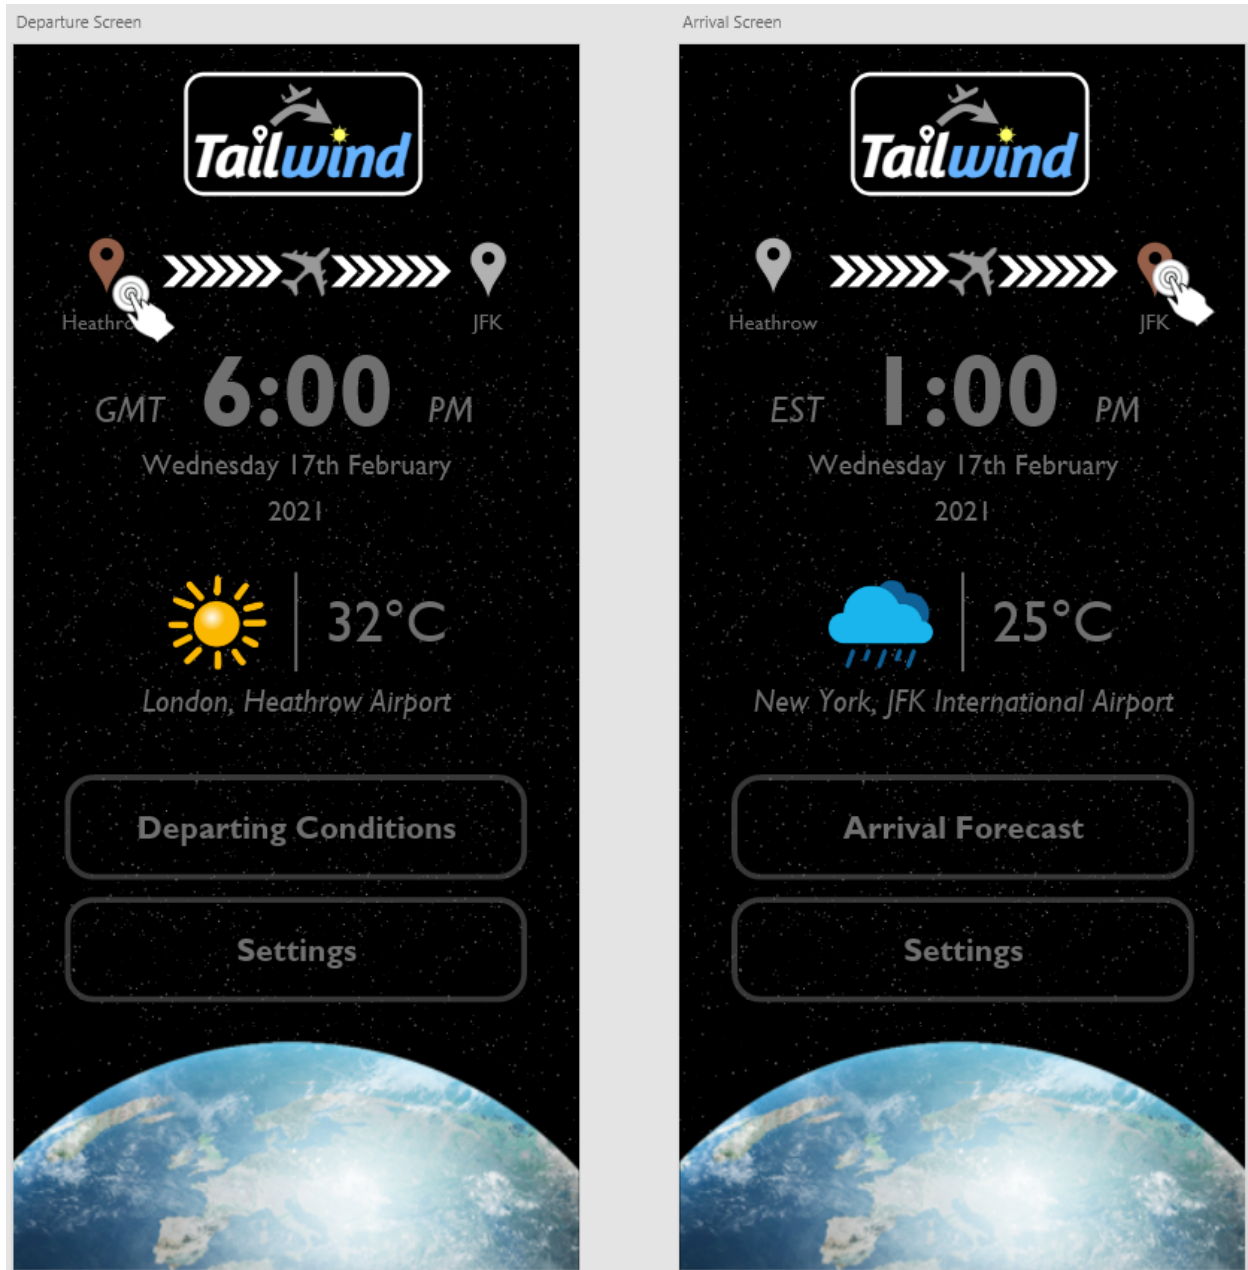 Departure Screen
Tailwind
JFK
GMT 6:00 PM
Wednesday 17th February
2021
32°C
London, Heathrow Airport
Departing Conditions
Settings
Arrival Screen
Tailwind
Heathrow JFK
EST 1:00 PM
Wednesday 17th February
2021
25°C
New York, JFK International Airport
Arrival Forecast
Settings